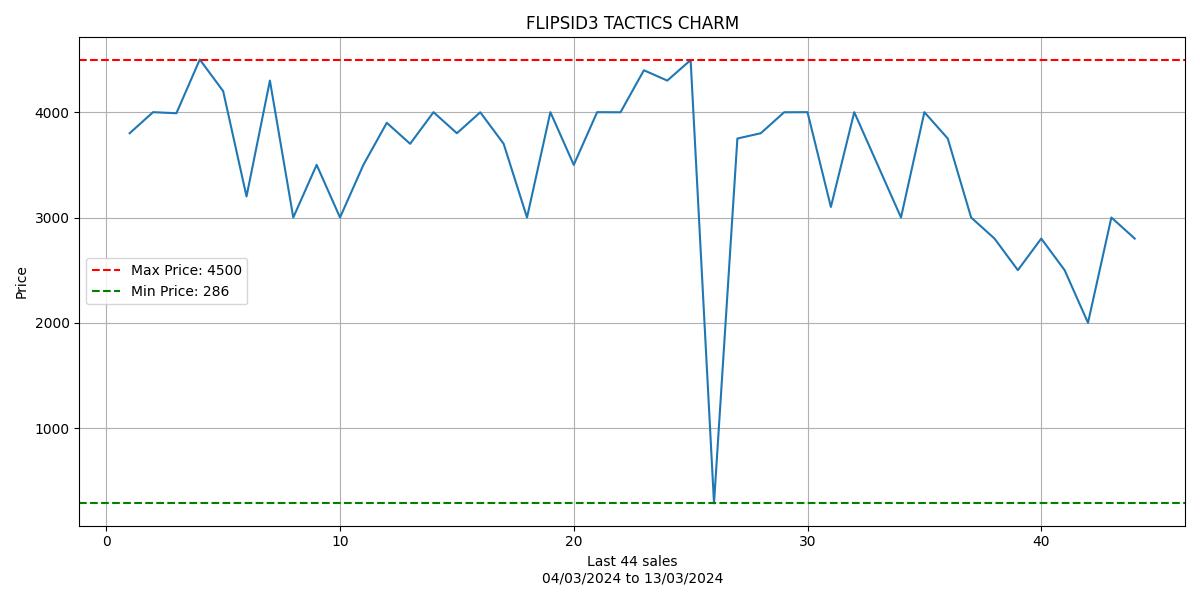 FLIPSID3 TACTICS CHARM
Price
4000
3000
2000
1000
Max Price: 4500
Min Price: 286
0 10 20 30 40
Last 44 sales
04/03/2024 to 13/03/2024